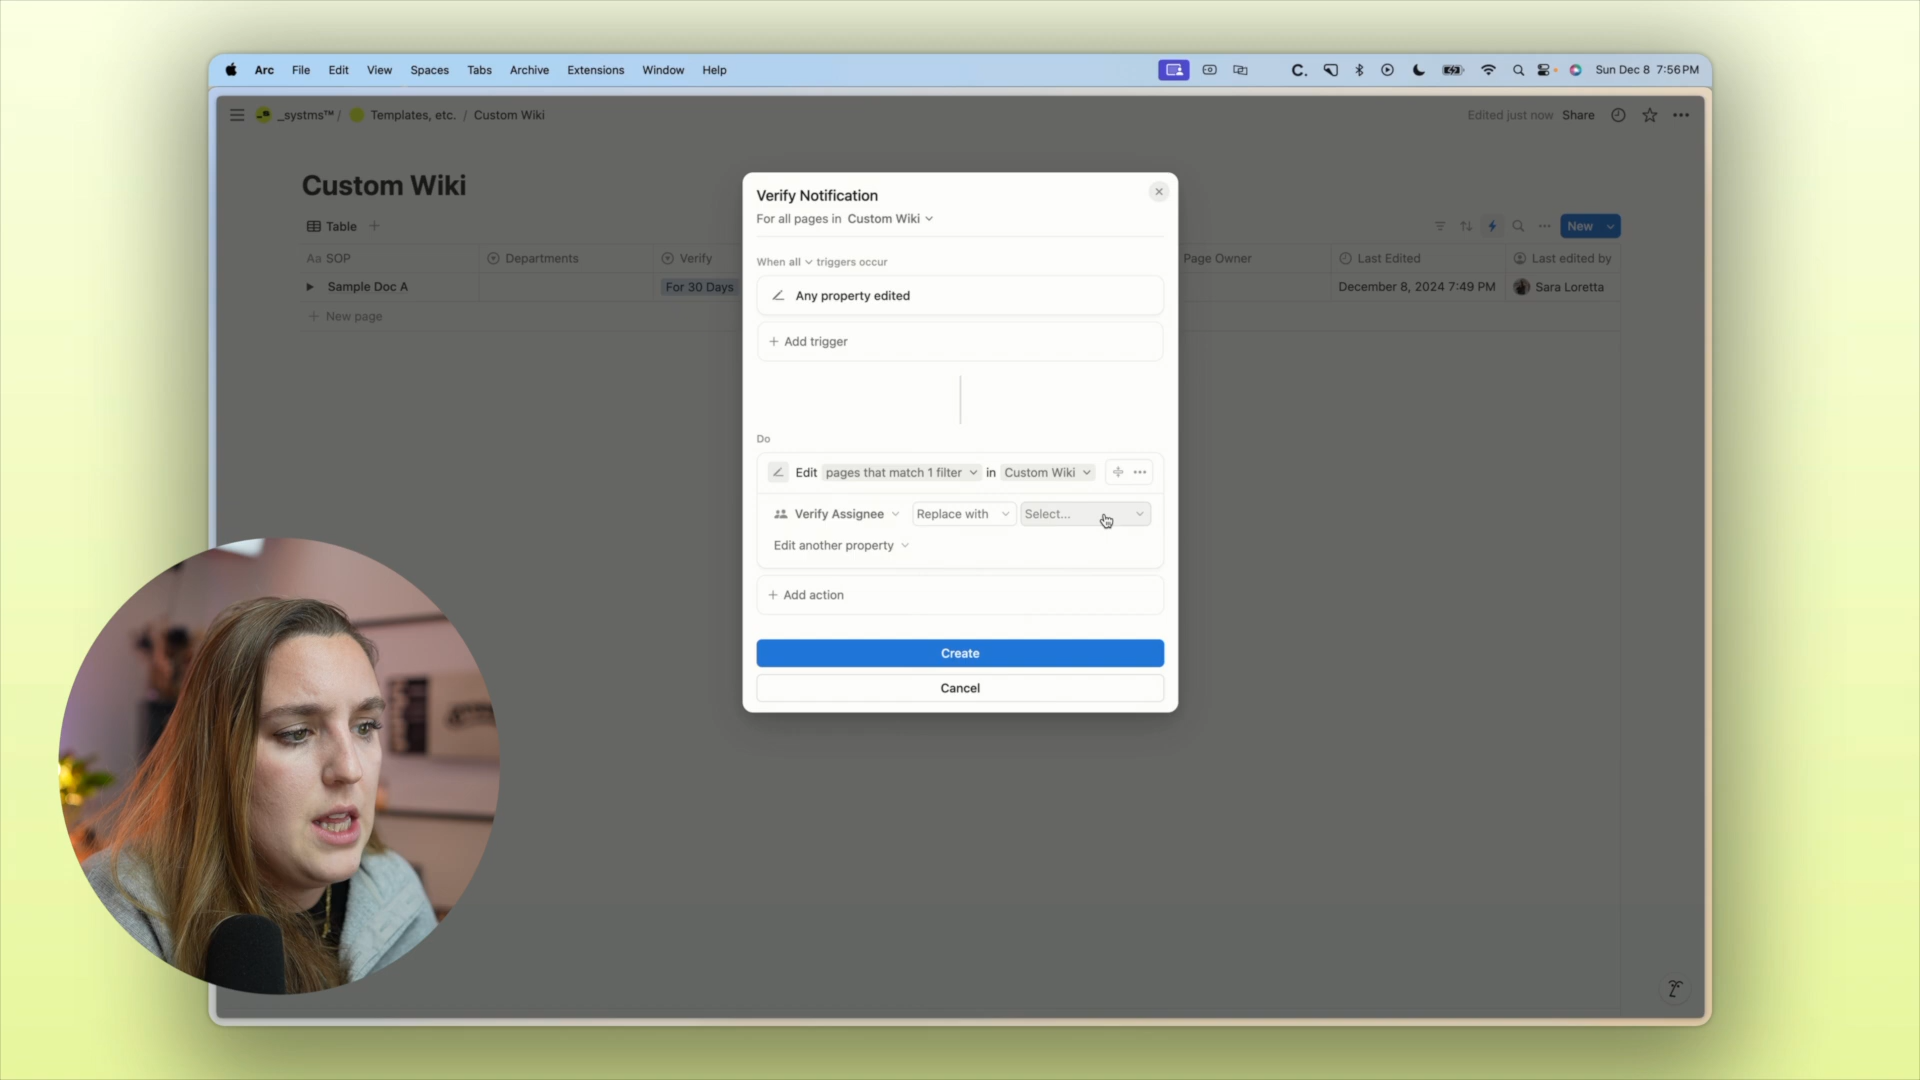 Arc File Edit View Spaces Tabs Archive Extensions Window Help
C. Sun Dec 8 7:56 PM
_systms™ / Templates, etc. / Custom Wiki
Edited just now Share
Custom Wiki
Table
New
Aa SOP Departments Verify Page Owner Last Edited Last edited by
Sample Doc A For 30 Days December 8, 2024 7:49 PM Sara Loretta
+ New page
Verify Notification
For all pages in Custom Wiki
When all triggers occur
Any property edited
+ Add trigger
Do
Edit pages that match 1 filter in Custom Wiki
Verify Assignee Replace with Select...
Edit another property
+ Add action
Create
Cancel